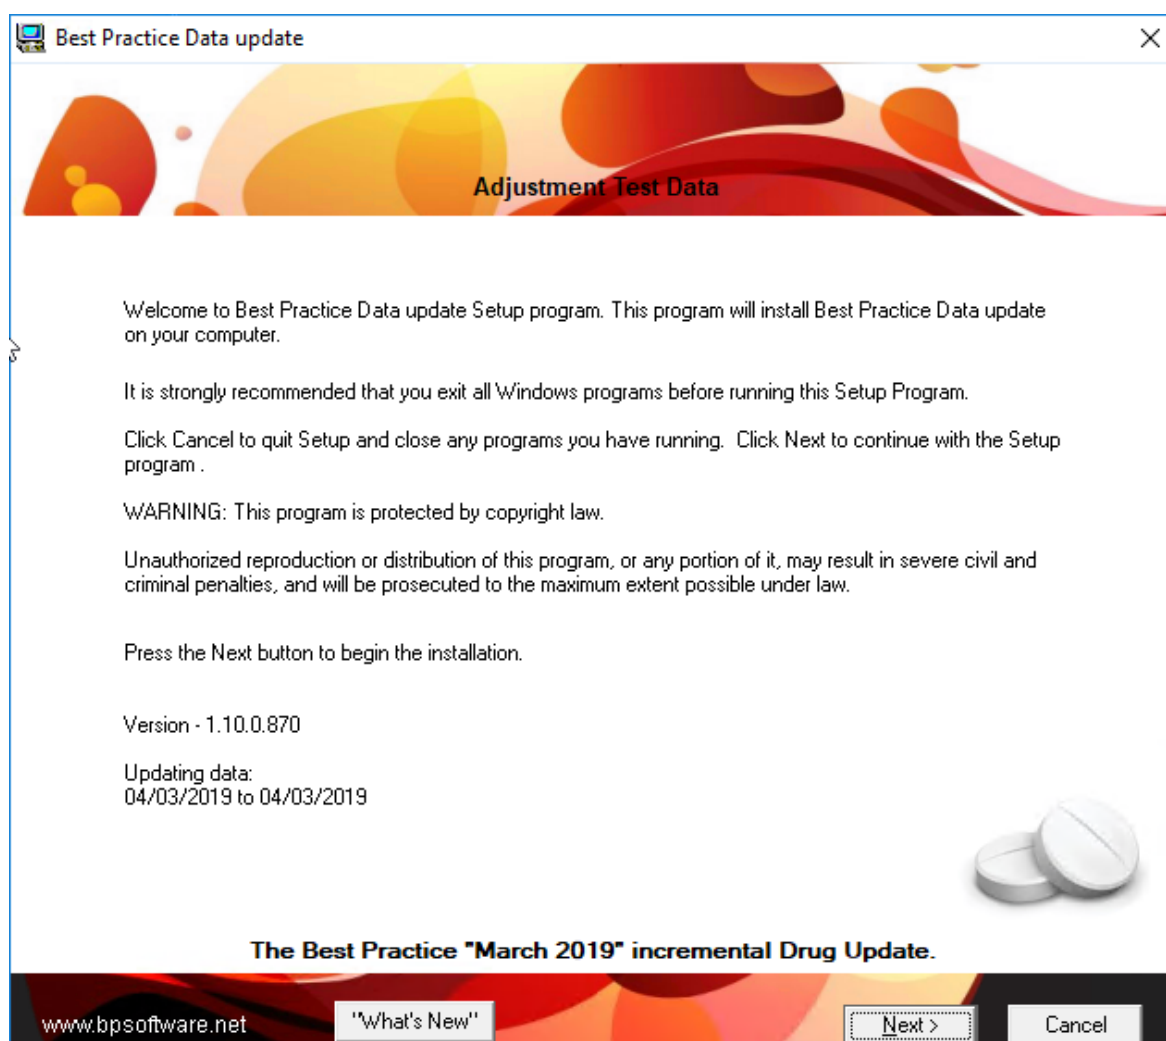 Best Practice Data update
Adjustment Test Data
Welcome to Best Practice Data update Setup program. This program will install Best Practice Data update
on your computer.
It is strongly recommended that you exit all Windows programs before running this Setup Program.
Click Cancel to quit Setup and close any programs you have running.  Click Next to continue with the Setup
program .
WARNING: This program is protected by copyright law.
Unauthorized reproduction or distribution of this program, or any portion of it, may result in severe civil and
criminal penalties, and will be prosecuted to the maximum extent possible under law.
Press the Next button to begin the installation.
Version - 1.10.0.870
Updating data:
04/03/2019 to 04/03/2019
The Best Practice "March 2019" incremental Drug Update.
www.bpsoftware.net "What's New" Next > Cancel